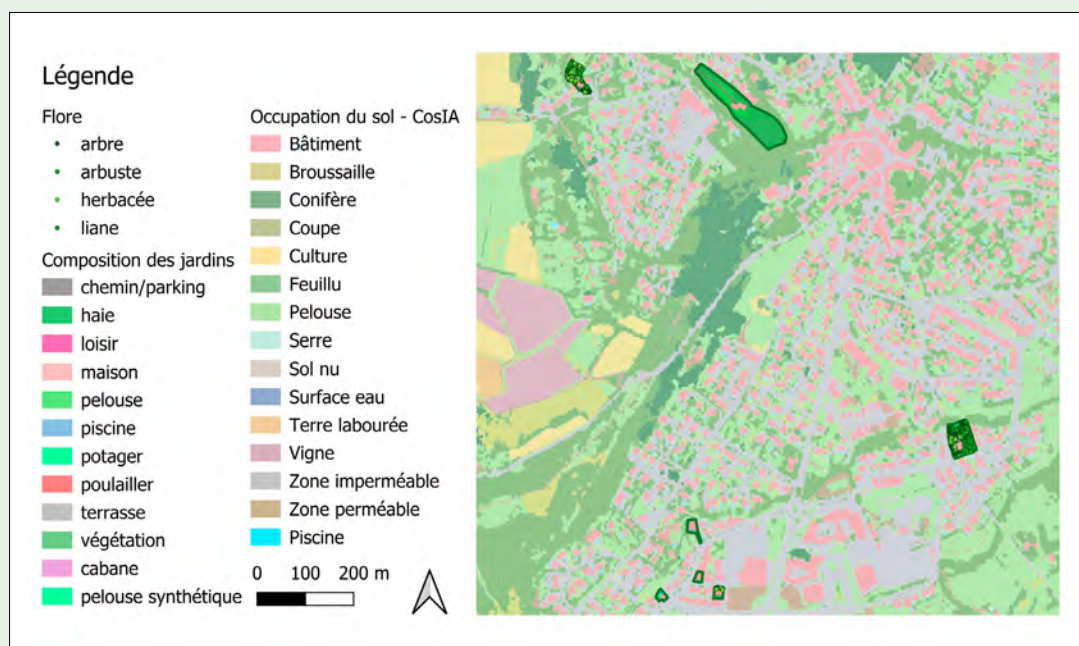 Légende
Flore
arbre
arbuste
herbacée
liane
Composition des jardins
chemin/parking
haie
loisir
maison
pelouse
piscine
potager
poulailler
terrasse
végétation
cabane
pelouse synthétique
Occupation du sol - CosIA
Bâtiment
Broussaille
Conifère
Coupe
Culture
Feuillu
Pelouse
Serre
Sol nu
Surface eau
Terre labourée
Vigne
Zone imperméable
Zone perméable
Piscine
0 100 200 m